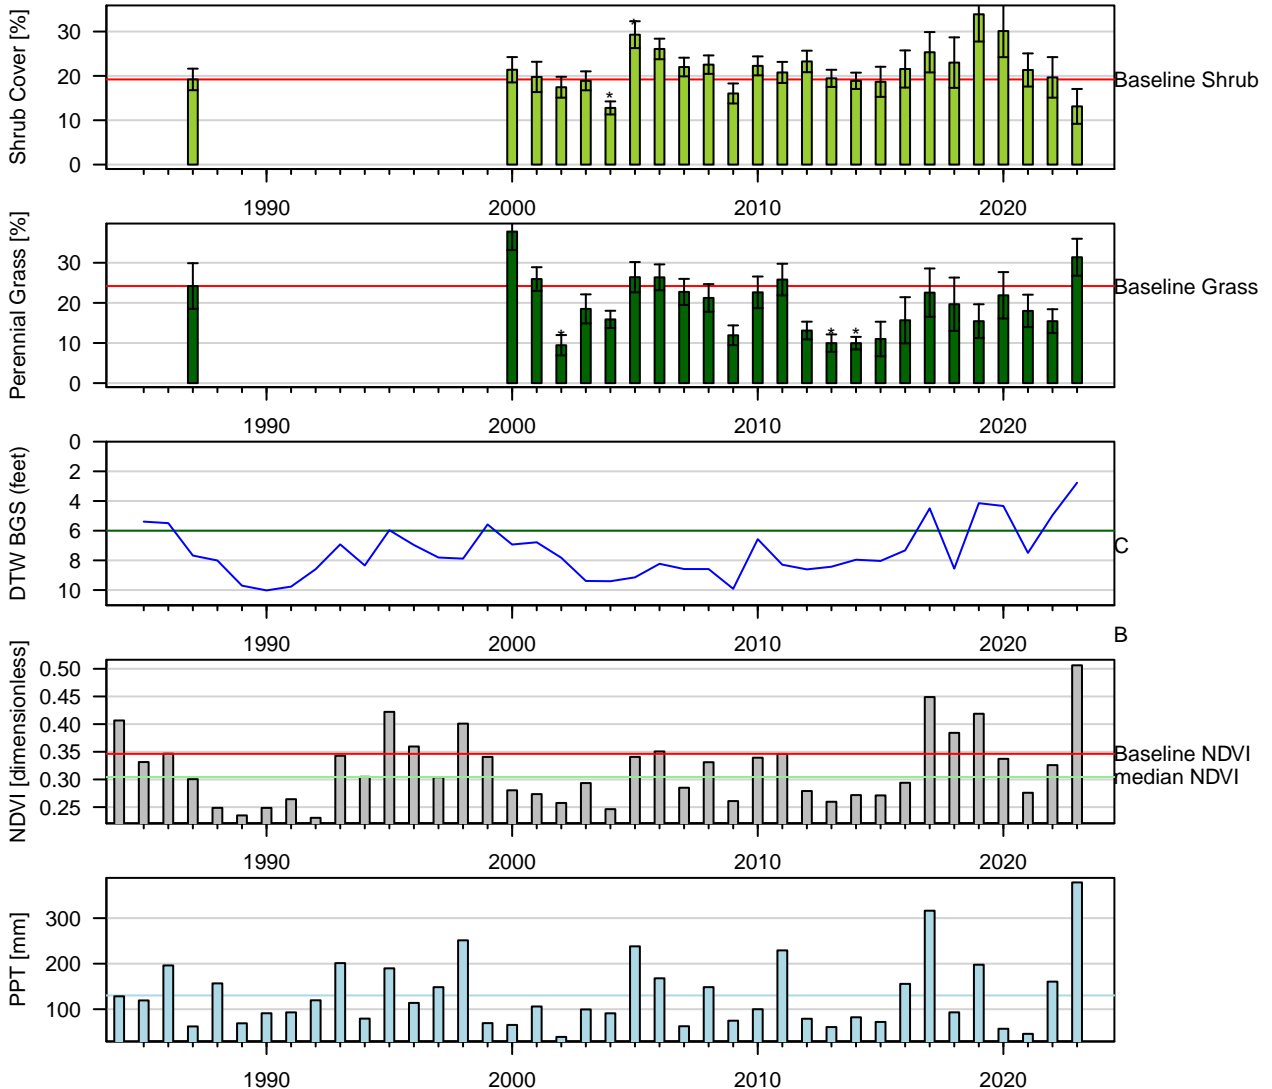 Shrub Cover [%]
30
20
10
0
*
*
Baseline Shrub
1990 2000 2010 2020
Perennial Grass [%]
30
20
10
0
*
*
*
Baseline Grass
1990 2000 2010 2020
DTW BGS (feet)
0
2
4
6
8
10
C
B
1990 2000 2010 2020
NDVI [dimensionless]
0.50
0.45
0.40
0.35
0.30
0.25
Baseline NDVI
median NDVI
1990 2000 2010 2020
PPT [mm]
300
200
100
1990 2000 2010 2020